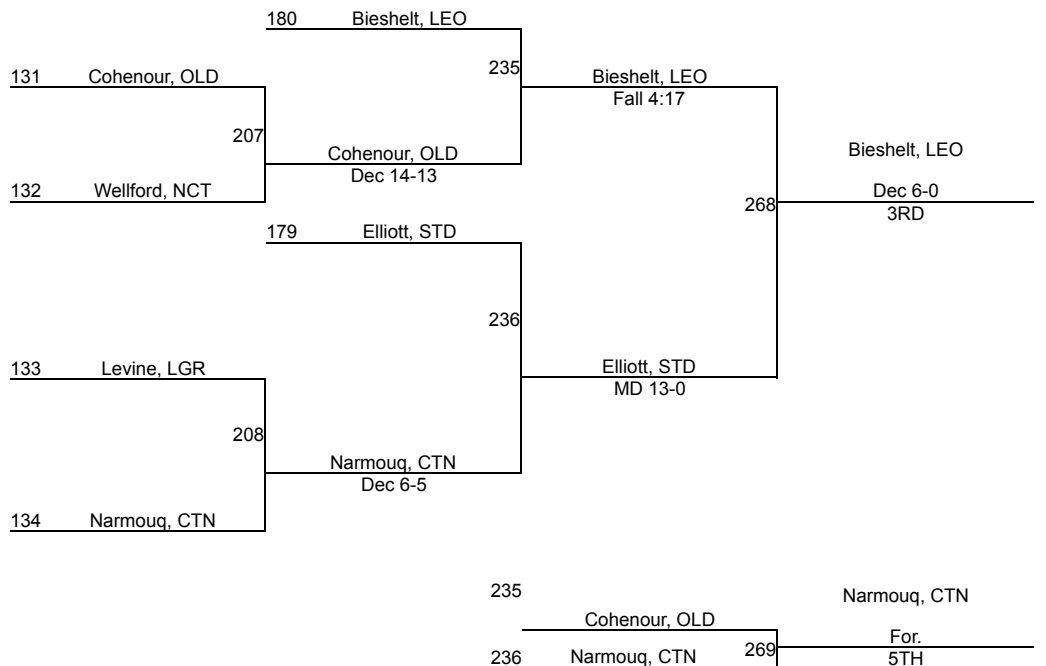 180 Bieshelt, LEO
235
131 Cohenour, OLD
Bieshelt, LEO
Fall 4:17
207
Cohenour, OLD
Dec 14-13
Bieshelt, LEO
132 Wellford, NCT
268
Dec 6-0
3RD
179 Elliott, STD
236
133 Levine, LGR
Elliott, STD
MD 13-0
208
Narmouq, CTN
Dec 6-5
134 Narmouq, CTN
235
Narmouq, CTN
Cohenour, OLD
For.
236 Narmouq, CTN 269
5TH